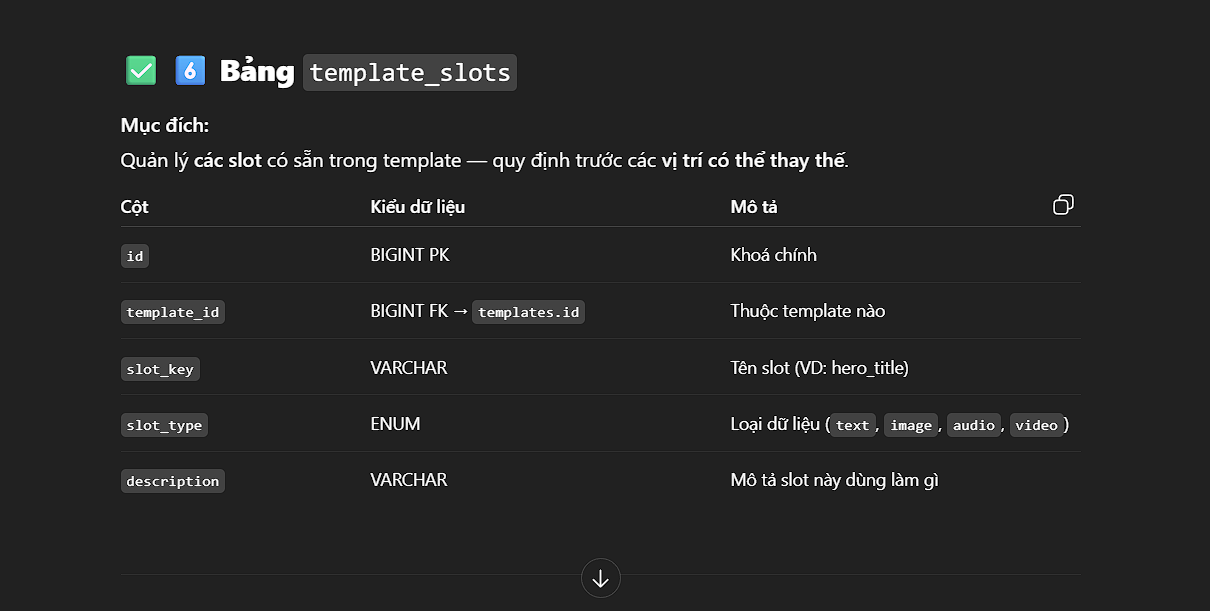 ✅ 6️⃣ Bảng template_slots
Mục đích:
Quản lý các slot có sẵn trong template — quy định trước các vị trí có thể thay thế.
Cột Kiểu dữ liệu Mô tả
id BIGINT PK Khoá chính
template_id BIGINT FK → templates.id Thuộc template nào
slot_key VARCHAR Tên slot (VD: hero_title)
slot_type ENUM Loại dữ liệu (text, image, audio, video)
description VARCHAR Mô tả slot này dùng làm gì